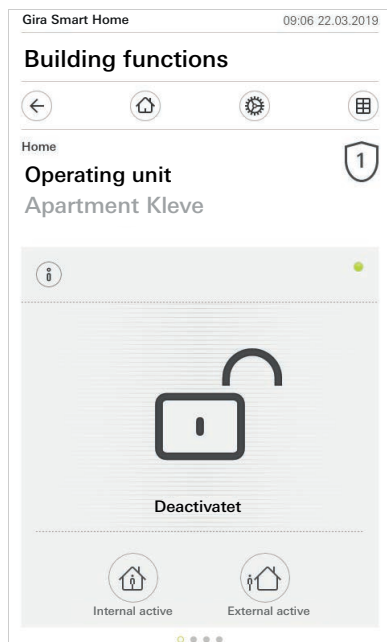 Gira Smart Home 09:06 22.03.2019
Building functions
Home
1
Operating unit
Apartment Kleve
Deactivatet
Internal active External active